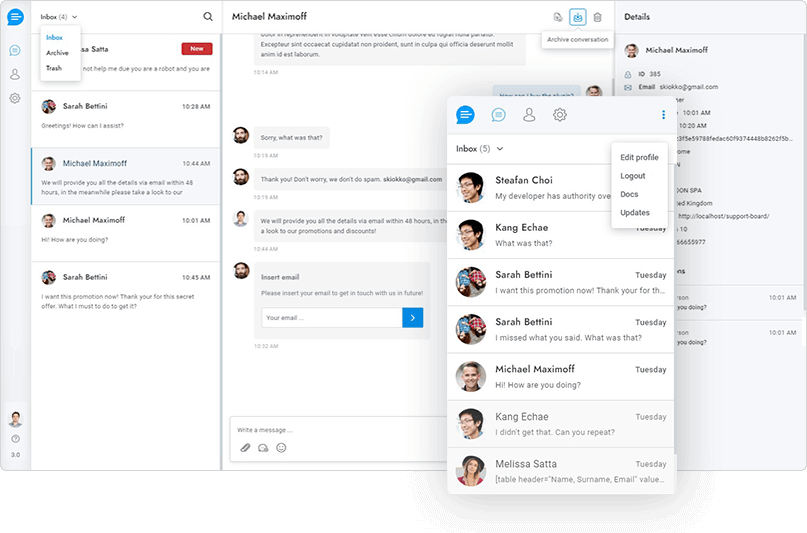 Inbox (4)
Inbox
Archive
Trash
ssa Satta
New
not help me due you are a robot and you are
Sarah Bettini
10:28 AM
Greetings! How can I assist?
Michael Maximoff
10:44 AM
We will provide you all the details via email within 48
hours, in the meanwhile please take a look to our
Michael Maximoff
10:01 AM
Hi! How are you doing?
Sarah Bettini
10:45 AM
I want this promotion now! Thank your for this secret
offer. What I must to do to get it?
3.0
Michael Maximoff
Archive conversation
dolor in reprehenderit in voluptate velit esse cillum dolore eu fugiat nulla pariatur.
Excepteur sint occaecat cupidatat non proident, sunt in culpa qui officia deserunt mollit
anim id est laborum.
10:14 AM
How can I buy the plugin?
Sorry, what was that?
10:19 AM
Thank you! Don't worry, we don't do spam. skiokko@gmail.com
10:19 AM
We will provide you all the details via email within 48 hours, in the
a look to our promotions and discounts!
10:44 AM
Insert email
Please insert your email to get in touch with us in future!
Your email ...
10:32 AM
Write a message ...
Details
Michael Maximoff
ID 385
Email skiokko@gmail.com
10:01 AM
10:20 AM
DON SPA
nited Kingdom
http://localhost/support-board/
10
66655977
ons
10:01 AM
you doing?
10:01 AM
you doing?
Inbox (5)
Edit profile
Logout
Docs
Updates
Steafan Choi
My developer has authority ove
Kang Echae
Tuesday
What was that?
Sarah Bettini
Tuesday
I want this promotion now! Thank your for th...
Sarah Bettini
Tuesday
I missed what you said. What was that?
Michael Maximoff
Tuesday
Hi! How are you doing?
Kang Echae
Tuesday
I didn't get that. Can you repeat?
Melissa Satta
Tuesday
[table header="Name, Surname, Email" value...